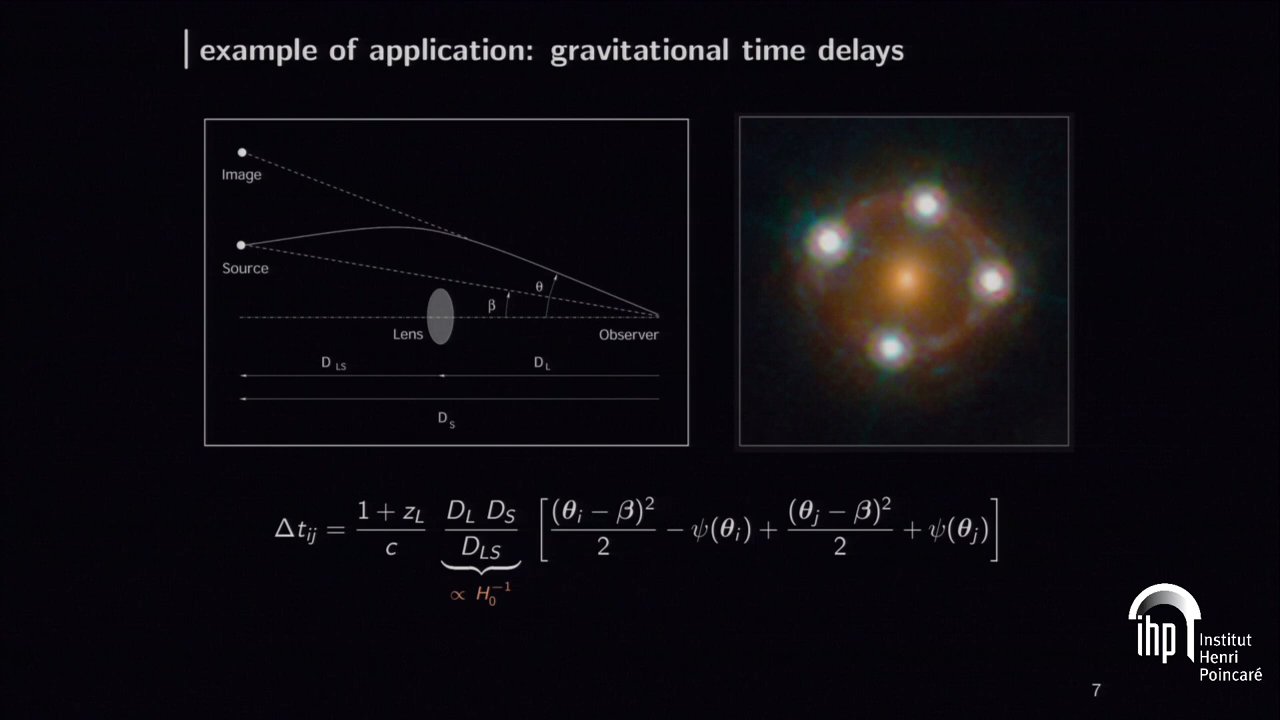 example of application: gravitational time delays
Image
Source
θ
β
Lens
Observer
D LS
D L
D S
Δt_ij = (1 + z_L)/c (D_L D_S)/D_LS [(θ_i − β)²/2 − ψ(θ_i) + (θ_j − β)²/2 + ψ(θ_j)]
∝ H_0^−1
ihp Institut
Henri
Poincaré
7